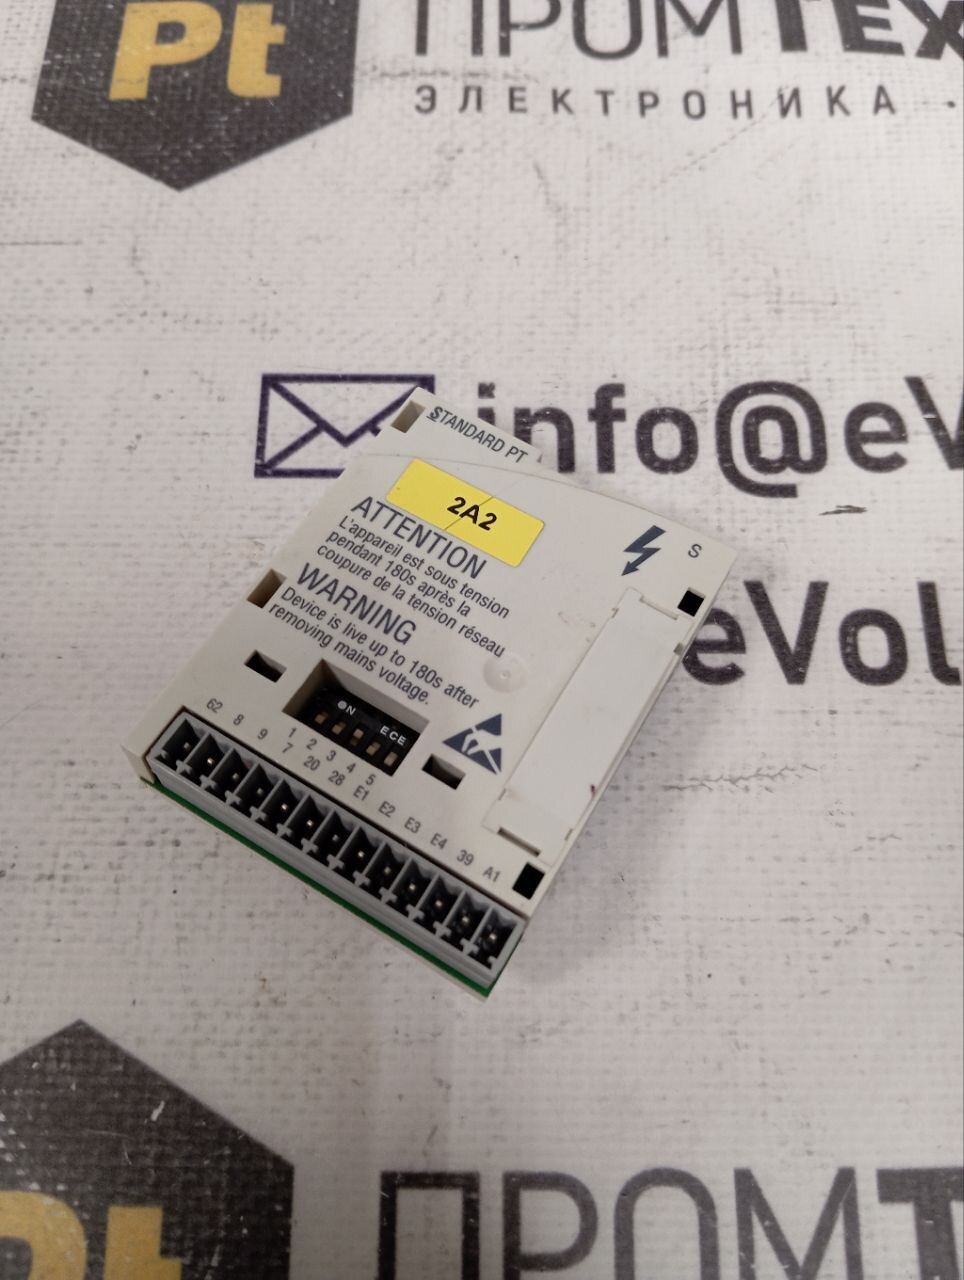 Pt
ПРОМТЕХ
ЭЛЕКТРОНИКА
info@eV
eVol
STANDARD PT
2A2
ATTENTION
L'appareil est sous tension
pendant 180s après la
coupure de la tension réseau
WARNING
Device is live up to 180s after
removing mains voltage.
S
ON
ECE
1 2 3 4 5
62 8 9 7 20 28 E1 E2 E3 E4 39 A1
Pt
ПРОМТ